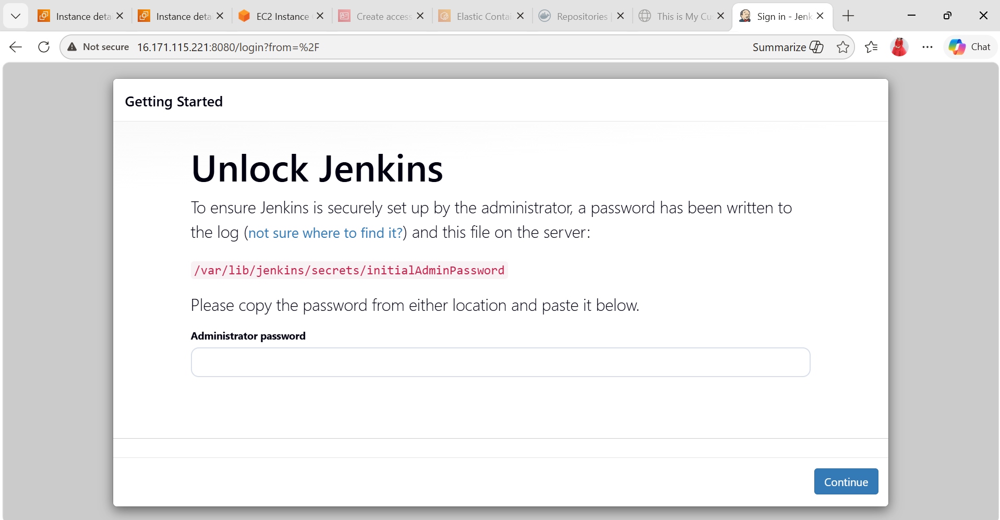 Instance deta
Instance deta
EC2 Instance
Create access
Elastic Contai
Repositories |
This is My Cu
Sign in - Jenk
Not secure
16.171.115.221:8080/login?from=%2F
Summarize
Chat
Getting Started
Unlock Jenkins
To ensure Jenkins is securely set up by the administrator, a password has been written to
the log (not sure where to find it?) and this file on the server:
/var/lib/jenkins/secrets/initialAdminPassword
Please copy the password from either location and paste it below.
Administrator password
Continue